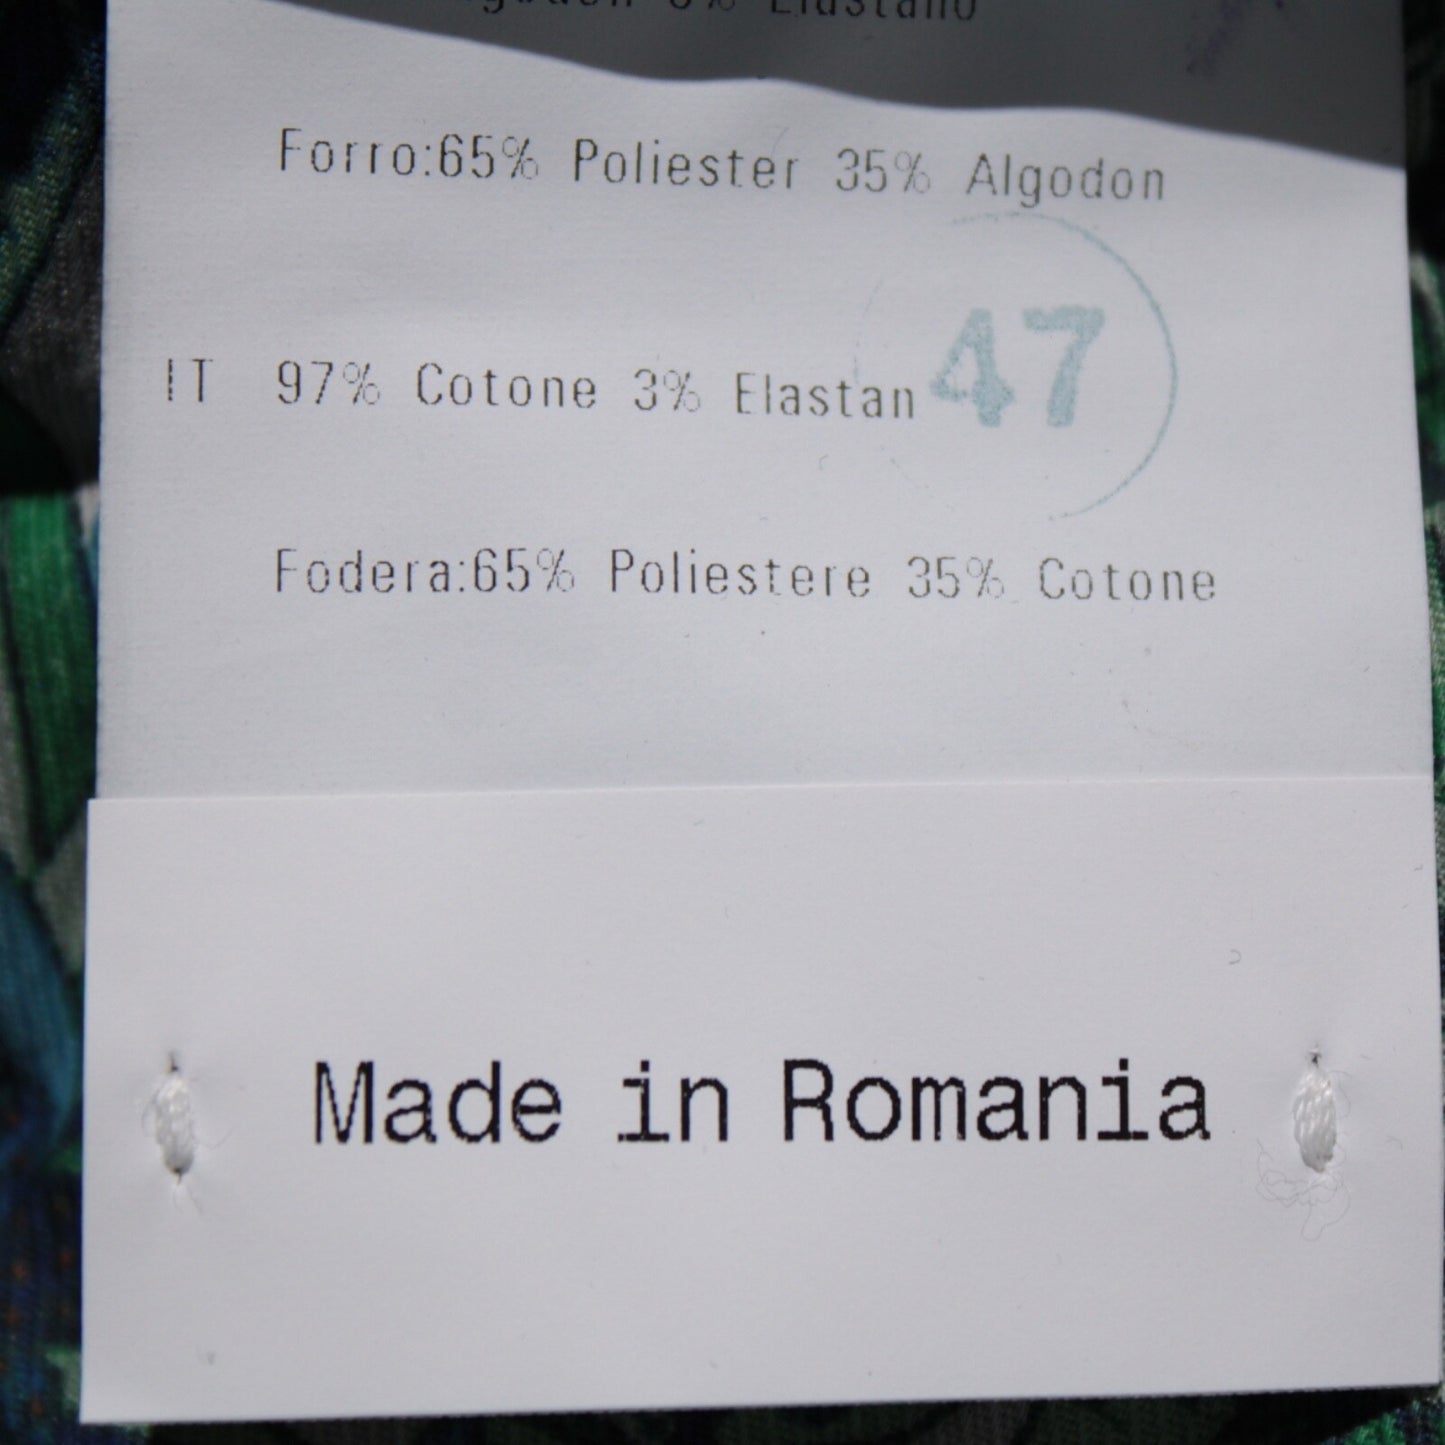 Elastano
Forro:65% Poliester 35% Algodon
47
IT 97% Cotone 3% Elastan
Fodera:65% Poliestere 35% Cotone
Made in Romania